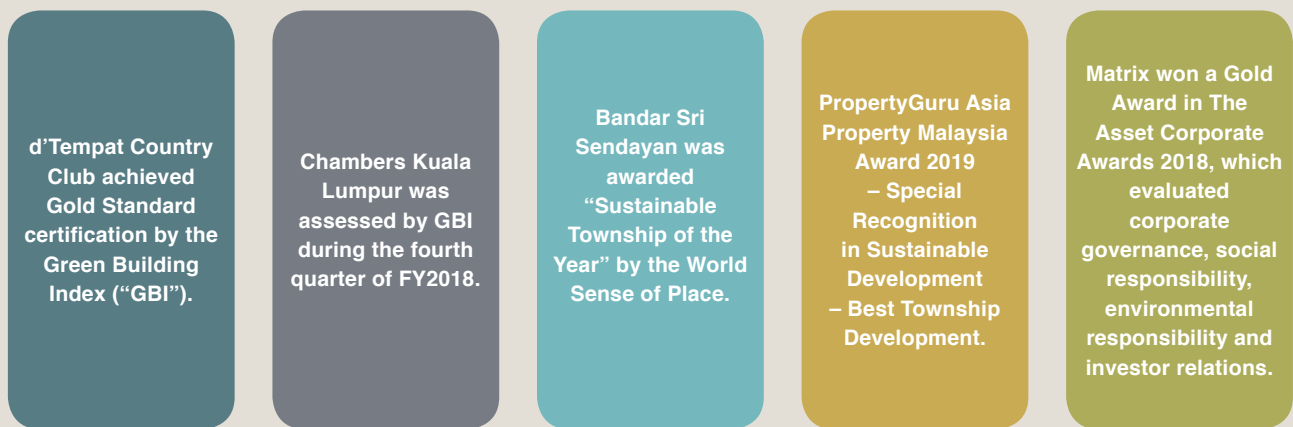 d’Tempat Country
Club achieved
Gold Standard
certification by the
Green Building
Index (“GBI”).
Chambers Kuala
Lumpur was
assessed by GBI
during the fourth
quarter of FY2018.
Bandar Sri
Sendayan was
awarded
“Sustainable
Township of the
Year” by the World
Sense of Place.
PropertyGuru Asia
Property Malaysia
Award 2019
– Special
Recognition
in Sustainable
Development
– Best Township
Development.
Matrix won a Gold
Award in The
Asset Corporate
Awards 2018, which
evaluated
corporate
governance, social
responsibility,
environmental
responsibility and
investor relations.